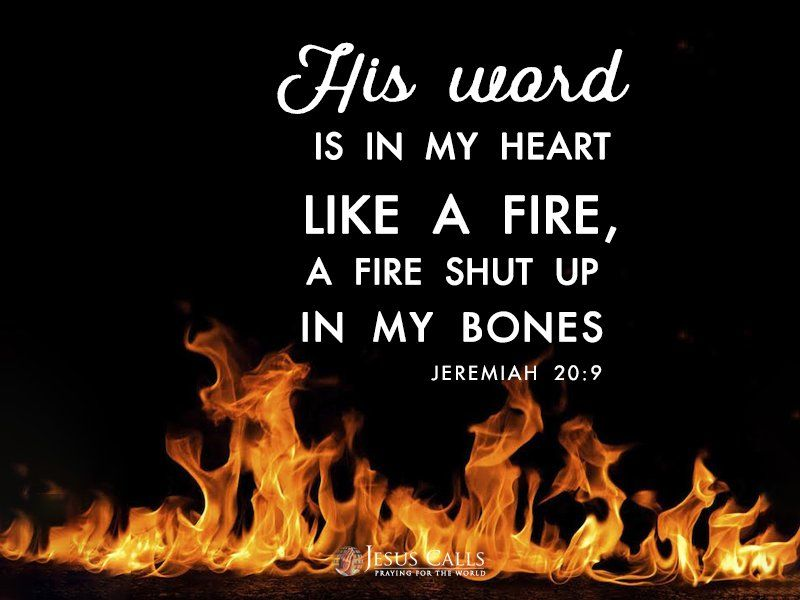 His word
IS IN MY HEART
LIKE A FIRE,
A FIRE SHUT UP
IN MY BONES
JEREMIAH 20:9
JESUS CALLS
PRAYING FOR THE WORLD